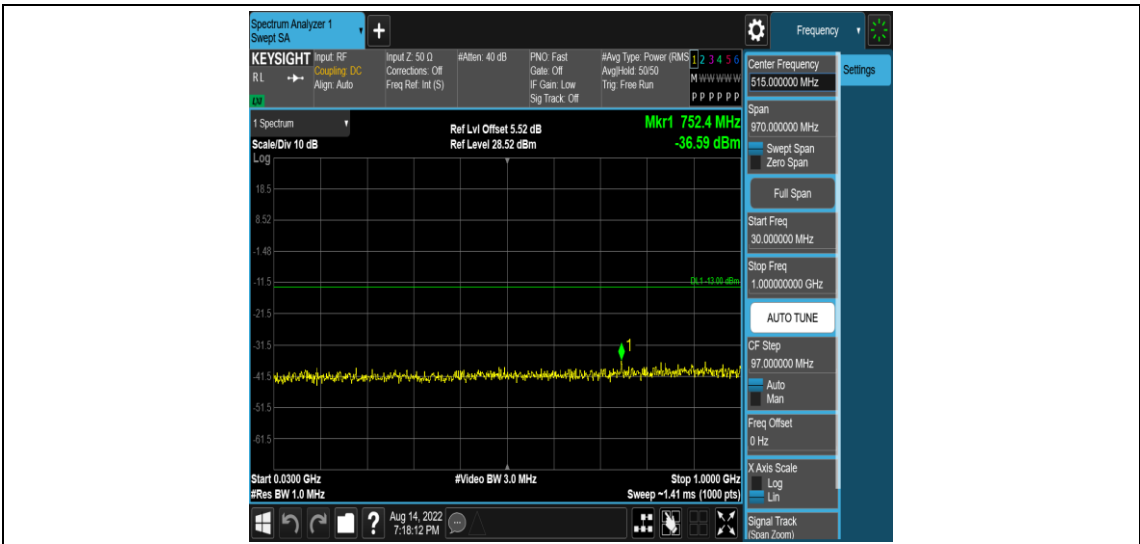 Spectrum Analyzer 1
Swept SA
+
Frequency
KEYSIGHT
RL
LXI
Input: RF
Coupling: DC
Align: Auto
Input Z: 50 Ω
Corrections: Off
Freq Ref: Int (S)
#Atten: 40 dB
PNO: Fast
Gate: Off
IF Gain: Low
Sig Track: Off
#Avg Type: Power (RMS
Avg|Hold: 50/50
Trig: Free Run
1 2 3 4 5 6
M W W W W W
P P P P P P
1 Spectrum
Scale/Div 10 dB
Log
Ref Lvl Offset 5.52 dB
Ref Level 28.52 dBm
Mkr1 752.4 MHz
-36.59 dBm
18.5
8.52
-1.48
-11.5
-21.5
-31.5
-41.5
-51.5
-61.5
DL1 -13.00 dBm
1
Start 0.0300 GHz
#Res BW 1.0 MHz
#Video BW 3.0 MHz
Stop 1.0000 GHz
Sweep ~1.41 ms (1000 pts)
Center Frequency
515.000000 MHz
Settings
Span
970.000000 MHz
Swept Span
Zero Span
Full Span
Start Freq
30.000000 MHz
Stop Freq
1.000000000 GHz
AUTO TUNE
CF Step
97.000000 MHz
Auto
Man
Freq Offset
0 Hz
X Axis Scale
Log
Lin
Signal Track
(Span Zoom)
?
Aug 14, 2022
7:18:12 PM